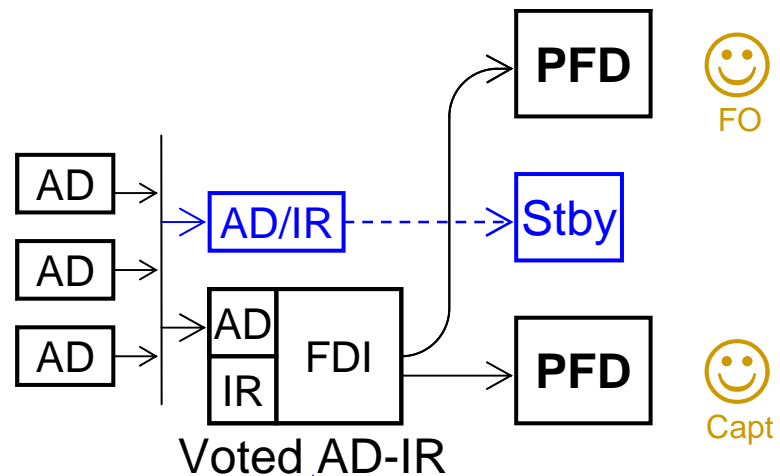 PFD
FO
AD
AD/IR
Stby
AD
AD
FDI
AD
IR
PFD
Capt
Voted AD-IR